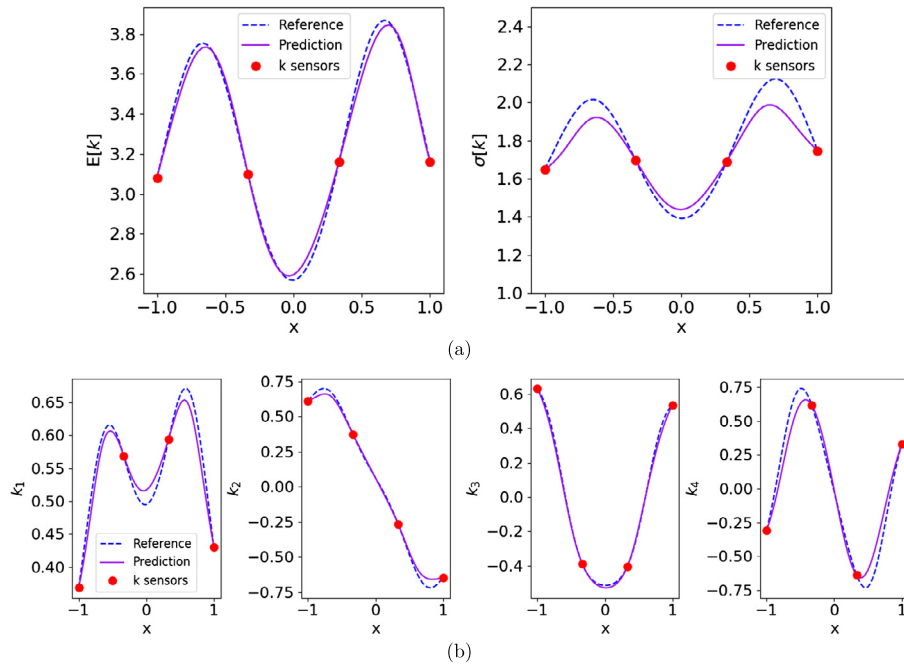 Reference
Prediction
k sensors
3.8
3.6
3.4
3.2
3.0
2.8
2.6
E[k]
−1.0 −0.5 0.0 0.5 1.0
x
Reference
Prediction
k sensors
2.4
2.2
2.0
1.8
1.6
1.4
1.2
1.0
σ[k]
−1.0 −0.5 0.0 0.5 1.0
x
(a)
0.65
0.60
0.55
0.50
0.45
0.40
k₁
Reference
Prediction
k sensors
−1 0 1
x
0.75
0.50
0.25
0.00
−0.25
−0.50
−0.75
k₂
−1 0 1
x
0.6
0.4
0.2
0.0
−0.2
−0.4
k₃
−1 0 1
x
0.75
0.50
0.25
0.00
−0.25
−0.50
−0.75
k₄
−1 0 1
x
(b)